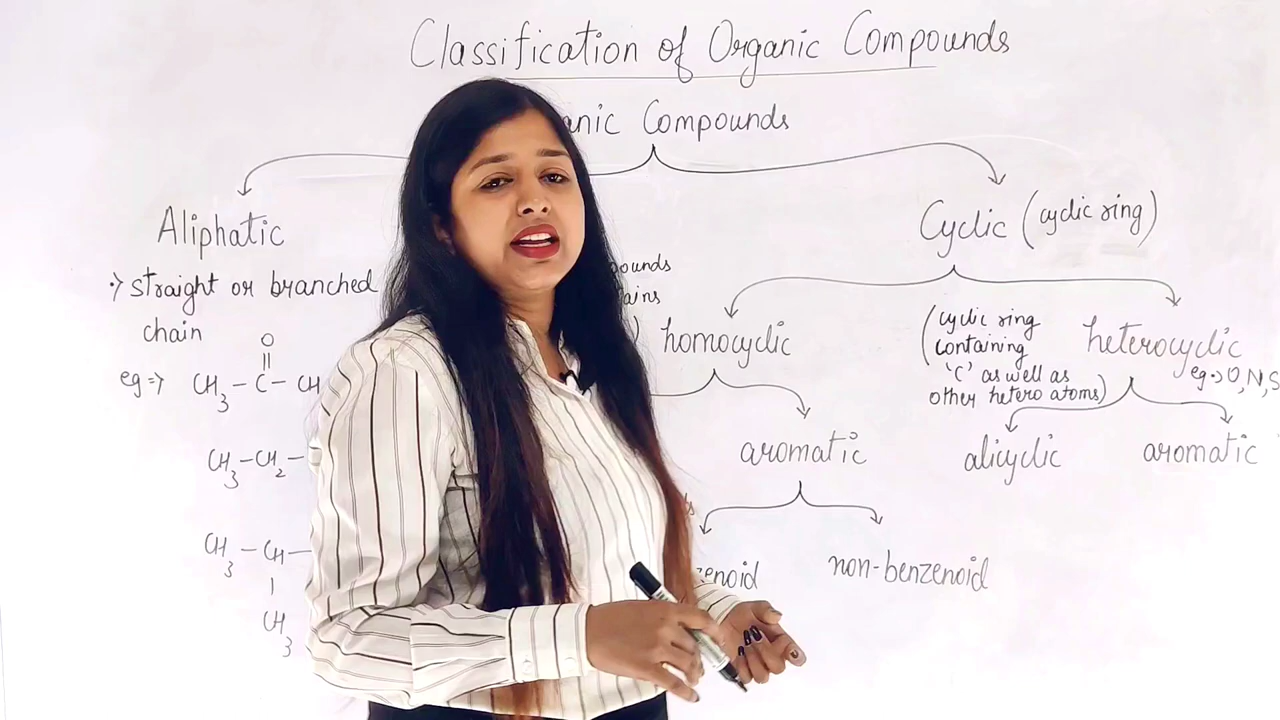 Classification of Organic Compounds
anic Compounds
Aliphatic
Cyclic (cyclic ring)
straight or branched
chain
eg ⇒ CH3 – C – CH
O
||
CH3 – CH2 –
CH3 – CH –
|
CH3
pounds
ains
homocyclic
(cyclic ring
containing
'C' as well as
other hetero atoms)
heterocyclic
eg → O, N, S
aromatic
alicyclic
aromatic
zenoid
non-benzenoid